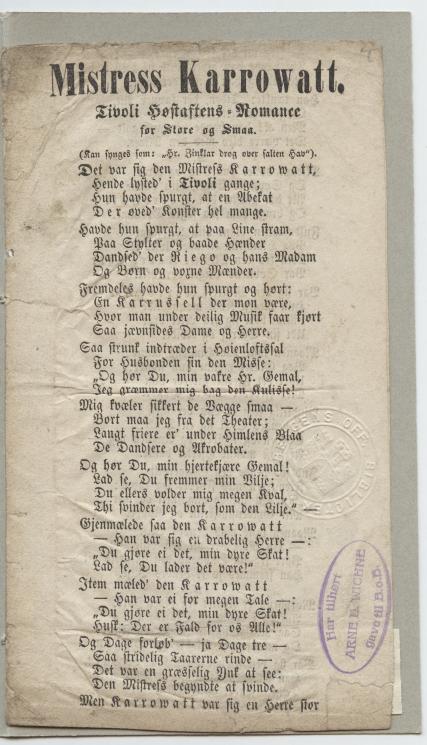 Mistress Karrowatt.
Tivoli Høstaftens-Romance
for Store og Smaa.
(Kan synges som: „Hr. Zinklar drog over salten Hav“).
Det var sig den Mistress Karrowatt,
Hende lysted' i Tivoli gange;
Hun havde spurgt, at en Abekat
Der øved' Konster hel mange.
Havde hun spurgt, at paa Line stram,
Paa Stylter og baade Hænder
Dandsed' der Riego og hans Madam
Og Børn og voxne Mænder.
Fremdeles havde hun spurgt og hørt:
En Karrussell der mon være,
Hvor man under deilig Musik faar kjørt
Saa jævnsides Dame og Herre.
Saa strunk indtræder i Høienloftssal
For Husbonden sin den Misse:
„Og hør Du, min vakre Hr. Gemal,
Jeg græmmer mig bag den Kulisse!
Mig kvæler sikkert de Vægge smaa —
Bort maa jeg fra det Theater;
Langt friere er' under Himlens Blaa
De Dandsere og Akrobater.
Og hør Du, min hjertekjære Gemal!
Lad se, Du fremmer min Vilje;
Du ellers volder mig megen Kval,
Thi svinder jeg bort, som den Lilje.“ —
Gjenmælede saa den Karrowatt
— Han var sig en drabelig Herre —:
„Du gjøre ei det, min dyre Skat!
Lad se, Du lader det være!“
Item mæled' den Karrowatt
— Han var ei for megen Tale —:
„Du gjøre ei det, min dyre Skat!
Husk: Der er Fald for os Alle!“
Og Dage forløb' — ja Dage tre —
Saa stridelig Taarerne rinde —
Det var en græsselig Ynk at see:
Den Mistress begyndte at svinde.
Men Karrowatt var sig en Herre stor
Har tilhørt
ARNE
gave til B.o.B.
BERGENS OFF.